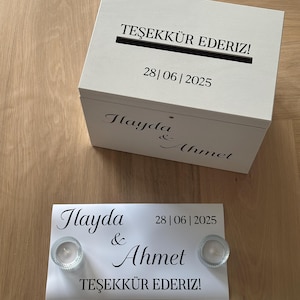 TEŞEKKÜR EDERIZ!
28 | 06 | 2025
Hayda
&
Ahmet
Hayda 28 | 06 | 2025
&
Ahmet
TEŞEKKÜR EDERIZ!